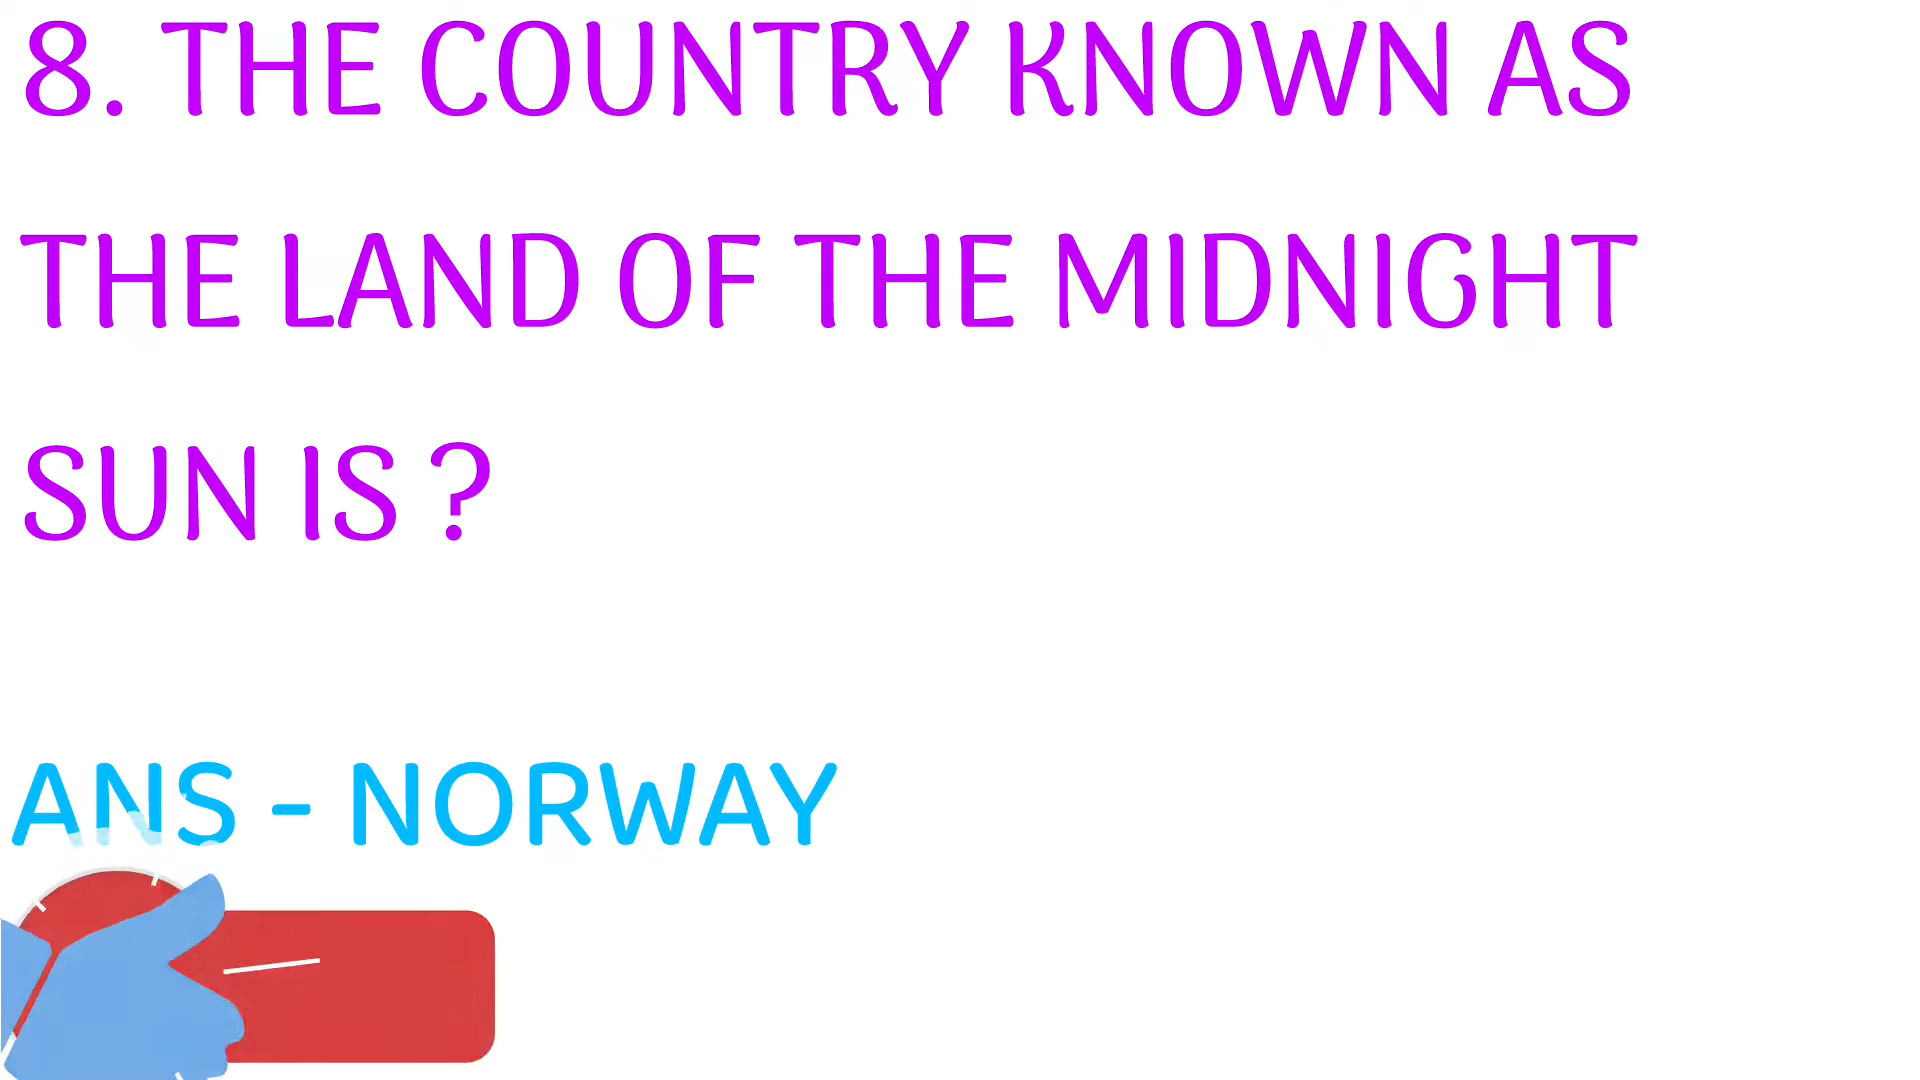 8. THE COUNTRY KNOWN AS
THE LAND OF THE MIDNIGHT
SUN IS ?
ANS - NORWAY